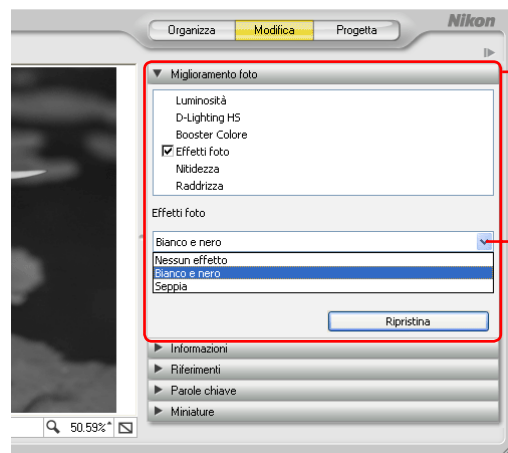 Nikon
Organizza Modifica Progetta
Miglioramento foto
Luminosità
D-Lighting HS
Booster Colore
Effetti foto
Nitidezza
Raddrizza
Effetti foto
Bianco e nero
Nessun effetto
Bianco e nero
Seppia
Ripristina
Informazioni
Riferimenti
Parole chiave
Miniature
50.59%*